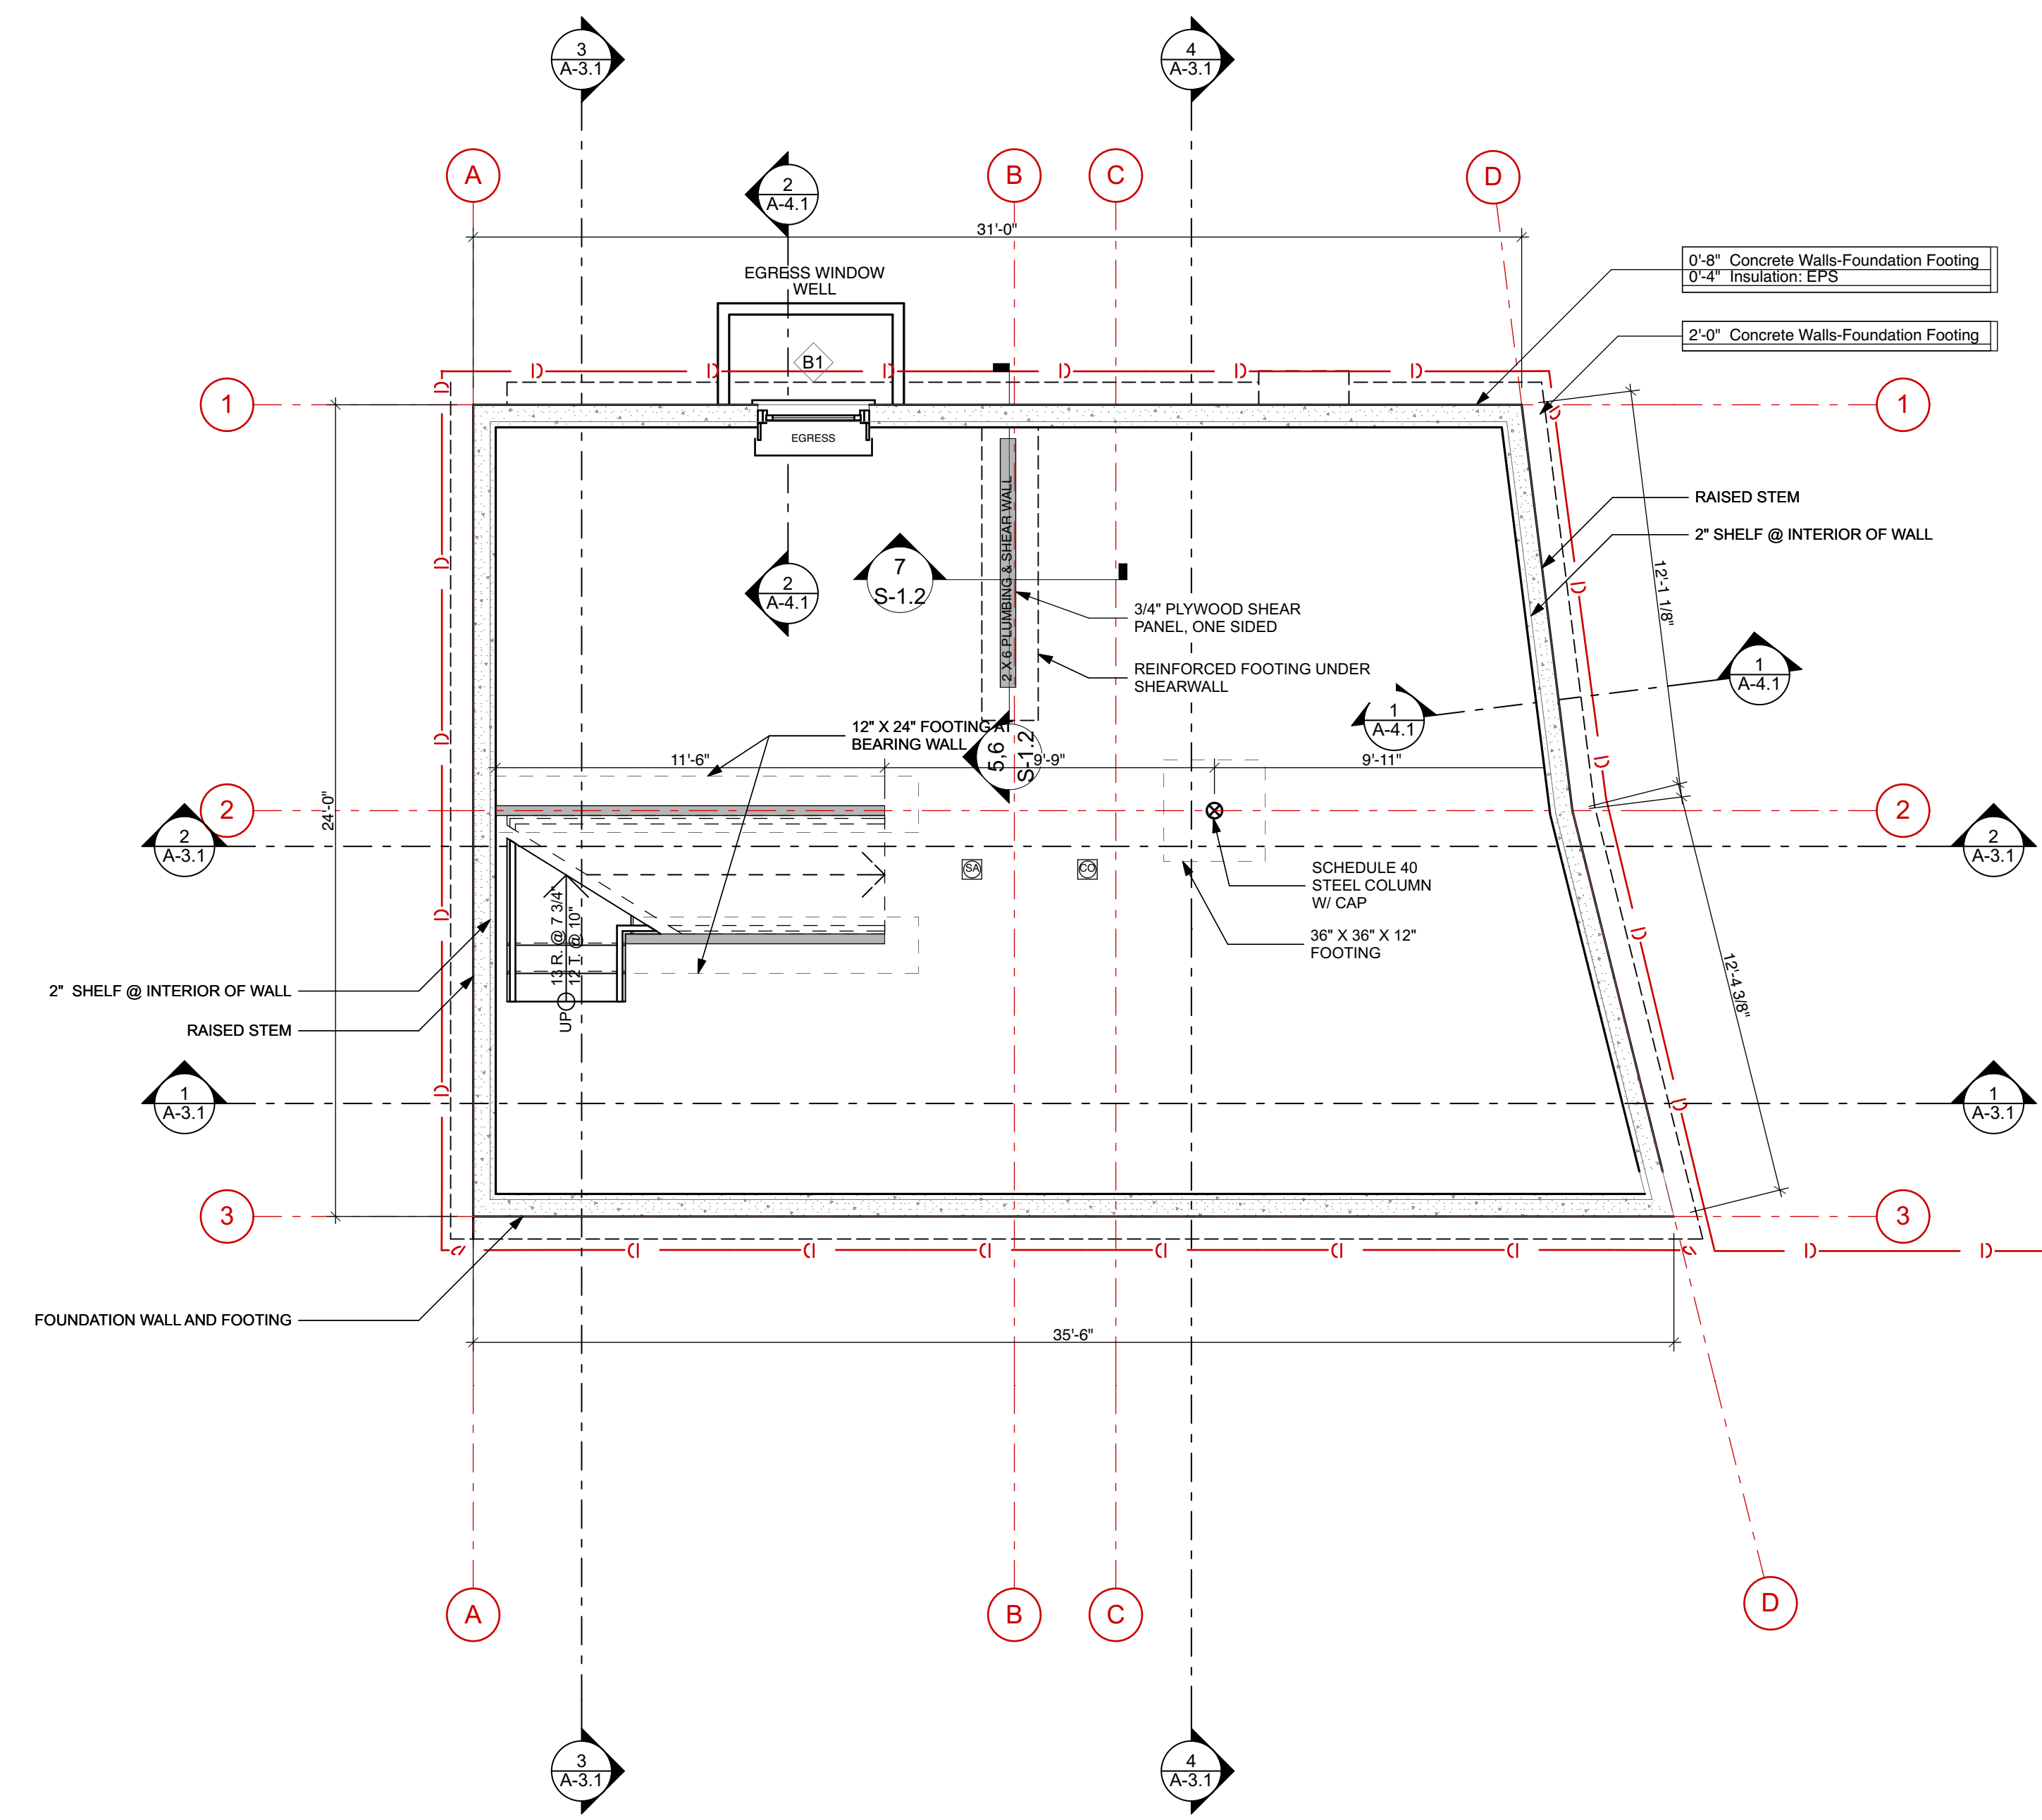 3
A-3.1
4
A-3.1
A
B
C
D
2
A-4.1
31'-0"
EGRESS WINDOW
WELL
0'-8" Concrete Walls-Foundation Footing
0'-4" Insulation: EPS
2'-0" Concrete Walls-Foundation Footing
B1
D D D D D D
1
1
EGRESS
RAISED STEM
2" SHELF @ INTERIOR OF WALL
7
S-1.2
2
A-4.1
2 X 6 PLUMBING & SHEAR WALL
3/4" PLYWOOD SHEAR
PANEL, ONE SIDED
REINFORCED FOOTING UNDER
SHEARWALL
12'-1 1/8"
1
A-4.1
1
A-4.1
12" X 24" FOOTING AT
BEARING WALL
5,6
S-1.2
11'-6"
9'-9"
9'-11"
24'-0"
2
2
2
A-3.1
2
A-3.1
SA
CO
SCHEDULE 40
STEEL COLUMN
W/ CAP
36" X 36" X 12"
FOOTING
13 R. @ 7 3/4"
12 T. @ 10"
UP
12'-4 3/8"
2" SHELF @ INTERIOR OF WALL
RAISED STEM
1
A-3.1
1
A-3.1
3
3
D D D D D D D D
FOUNDATION WALL AND FOOTING
35'-6"
A
B
C
D
3
A-3.1
4
A-3.1